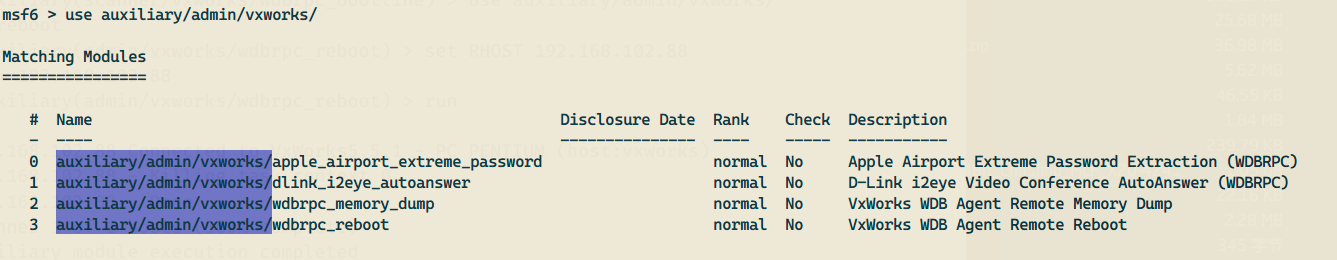 msf6 > use auxiliary/admin/vxworks/
Matching Modules
================
# Name Disclosure Date Rank Check Description
- ---- --------------- ---- ----- -----------
0 auxiliary/admin/vxworks/apple_airport_extreme_password normal No Apple Airport Extreme Password Extraction (WDBRPC)
1 auxiliary/admin/vxworks/dlink_i2eye_autoanswer normal No D-Link i2eye Video Conference AutoAnswer (WDBRPC)
2 auxiliary/admin/vxworks/wdbrpc_memory_dump normal No VxWorks WDB Agent Remote Memory Dump
3 auxiliary/admin/vxworks/wdbrpc_reboot normal No VxWorks WDB Agent Remote Reboot